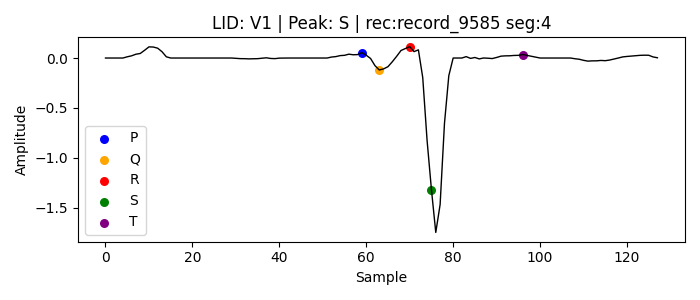 LID: V1 | Peak: S | rec:record_9585 seg:4
Amplitude
0.0
−0.5
−1.0
−1.5
P
Q
R
S
T
0 20 40 60 80 100 120
Sample